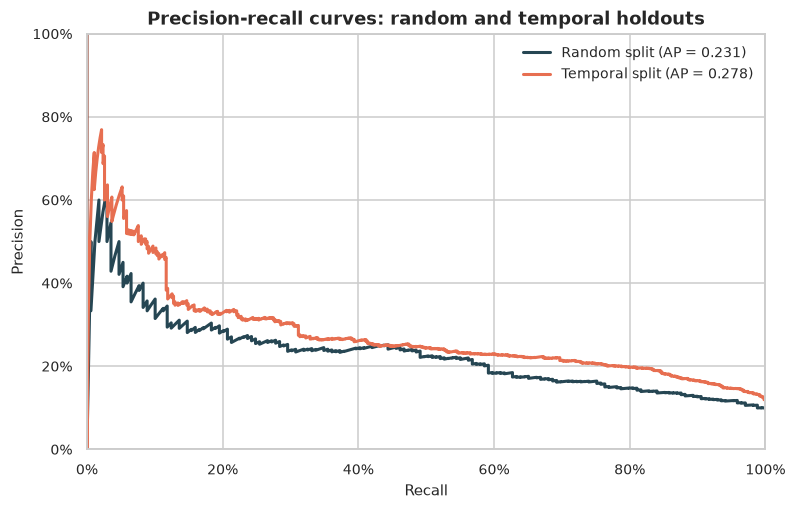 Precision-recall curves: random and temporal holdouts
Random split (AP = 0.231)
Temporal split (AP = 0.278)
100%
80%
60%
40%
20%
0%
Precision
0%
20%
40%
60%
80%
100%
Recall